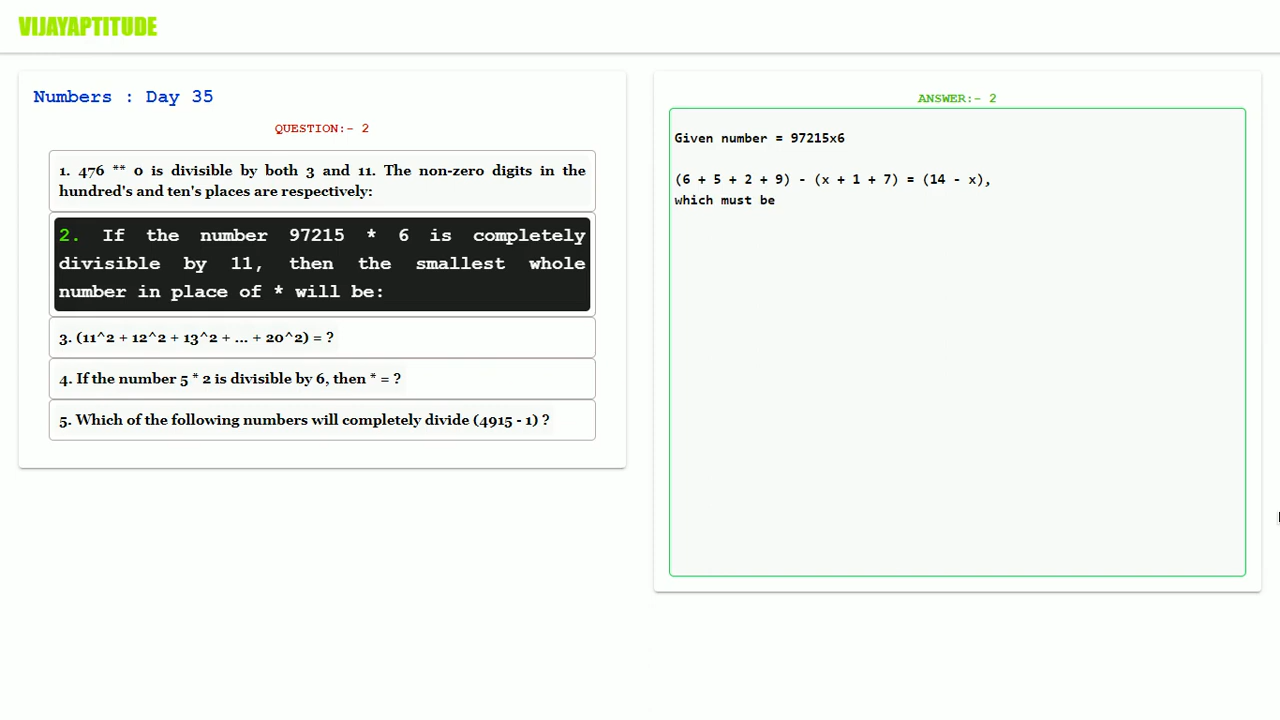 VIJAYAPTITUDE
Numbers : Day 35
QUESTION:- 2
1. 476 ** 0 is divisible by both 3 and 11. The non-zero digits in the
hundred's and ten's places are respectively:
2. If the number 97215 * 6 is completely
divisible by 11, then the smallest whole
number in place of * will be:
3. (11^2 + 12^2 + 13^2 + ... + 20^2) = ?
4. If the number 5 * 2 is divisible by 6, then * = ?
5. Which of the following numbers will completely divide (4915 - 1) ?
ANSWER:- 2
Given number = 97215x6
(6 + 5 + 2 + 9) - (x + 1 + 7) = (14 - x),
which must be